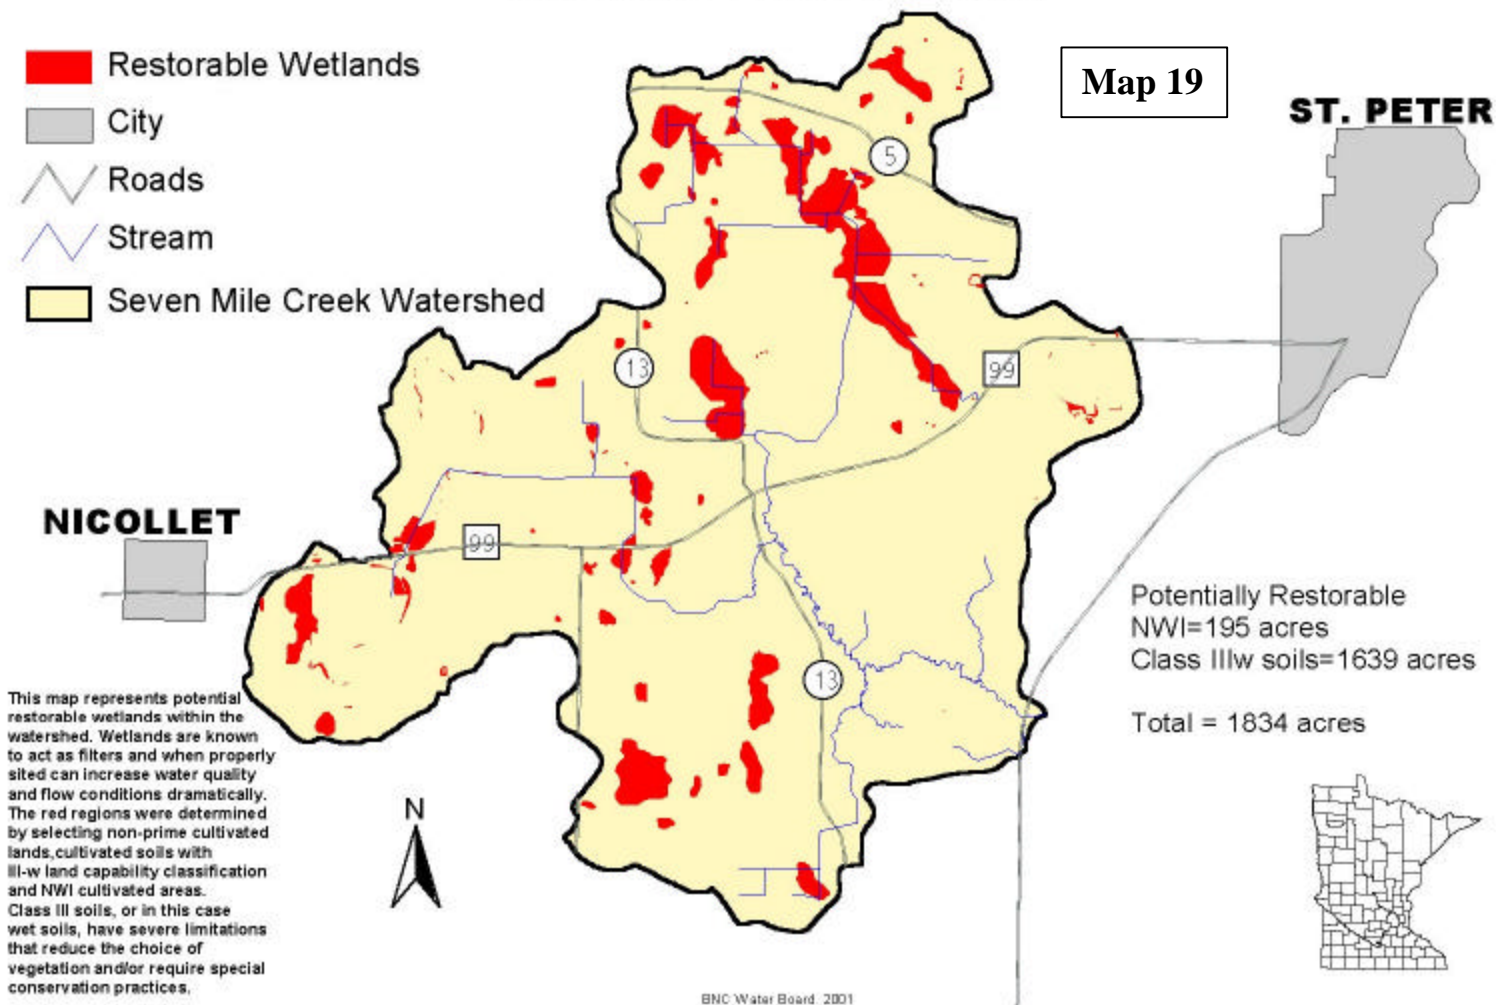 Restorable Wetlands
City
Roads
Stream
Seven Mile Creek Watershed
Map 19
ST. PETER
5
13
99
NICOLLET
99
13
Potentially Restorable
NWI=195 acres
Class IIIw soils=1639 acres
Total = 1834 acres
This map represents potential
restorable wetlands within the
watershed. Wetlands are known
to act as filters and when properly
sited can increase water quality
and flow conditions dramatically.
The red regions were determined
by selecting non-prime cultivated
lands,cultivated soils with
III-w land capability classification
and NWI cultivated areas.
Class III soils, or in this case
wet soils, have severe limitations
that reduce the choice of
vegetation and/or require special
conservation practices.
N
BNC Water Board 2001